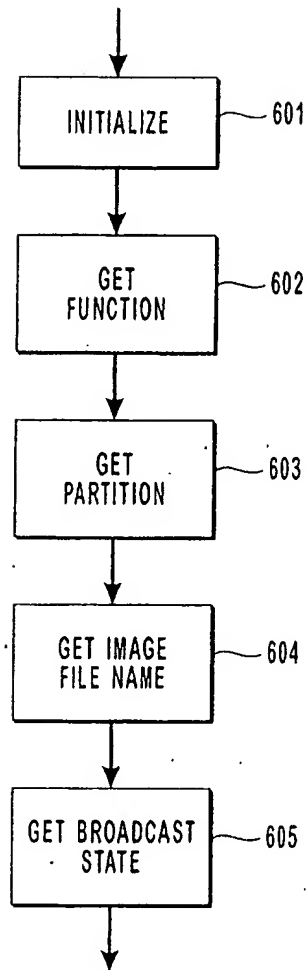 INITIALIZE
601
GET
FUNCTION
602
GET
PARTITION
603
GET IMAGE
FILE NAME
604
GET BROADCAST
STATE
605